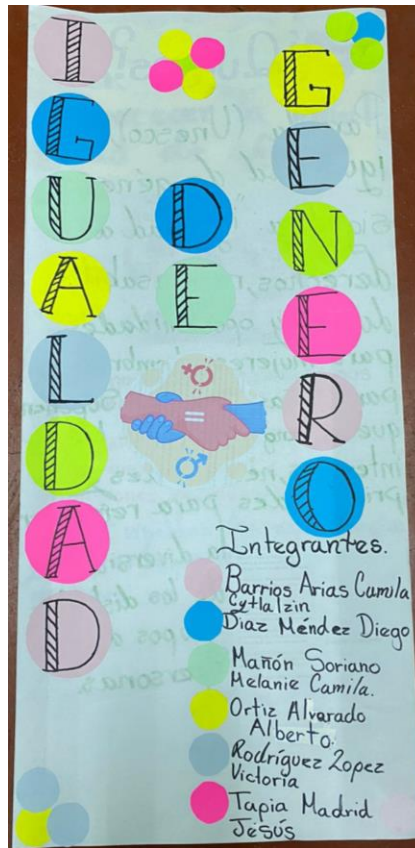 IGUALDAD
DE
GENERO
Integrantes.
Barrios Arias Camila
Cytlalzin
Diaz Méndez Diego
Mañón Soriano
Melanie Camila.
Ortiz Alvarado
Alberto.
Rodríguez Lopez
Victoria
Tapia Madrid
Jesús